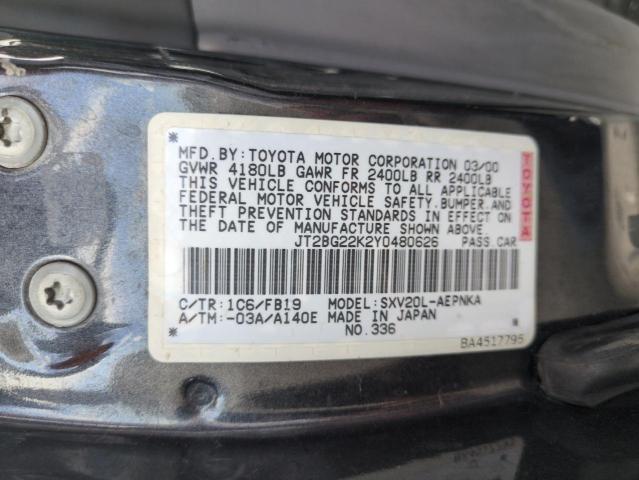 MFD. BY: TOYOTA MOTOR CORPORATION 03/00
GVWR 4180LB GAWR FR 2400LB RR 2400LB
THIS VEHICLE CONFORMS TO ALL APPLICABLE
FEDERAL MOTOR VEHICLE SAFETY, BUMPER, AND
THEFT PREVENTION STANDARDS IN EFFECT ON
THE DATE OF MANUFACTURE SHOWN ABOVE.
JT2BG22K2Y0480626 PASS. CAR
TOYOTA
C/TR: 1C6/FB19 MODEL: SXV20L-AEPNKA
A/TM: -03A/A140E MADE IN JAPAN
NO. 336
BA4517795